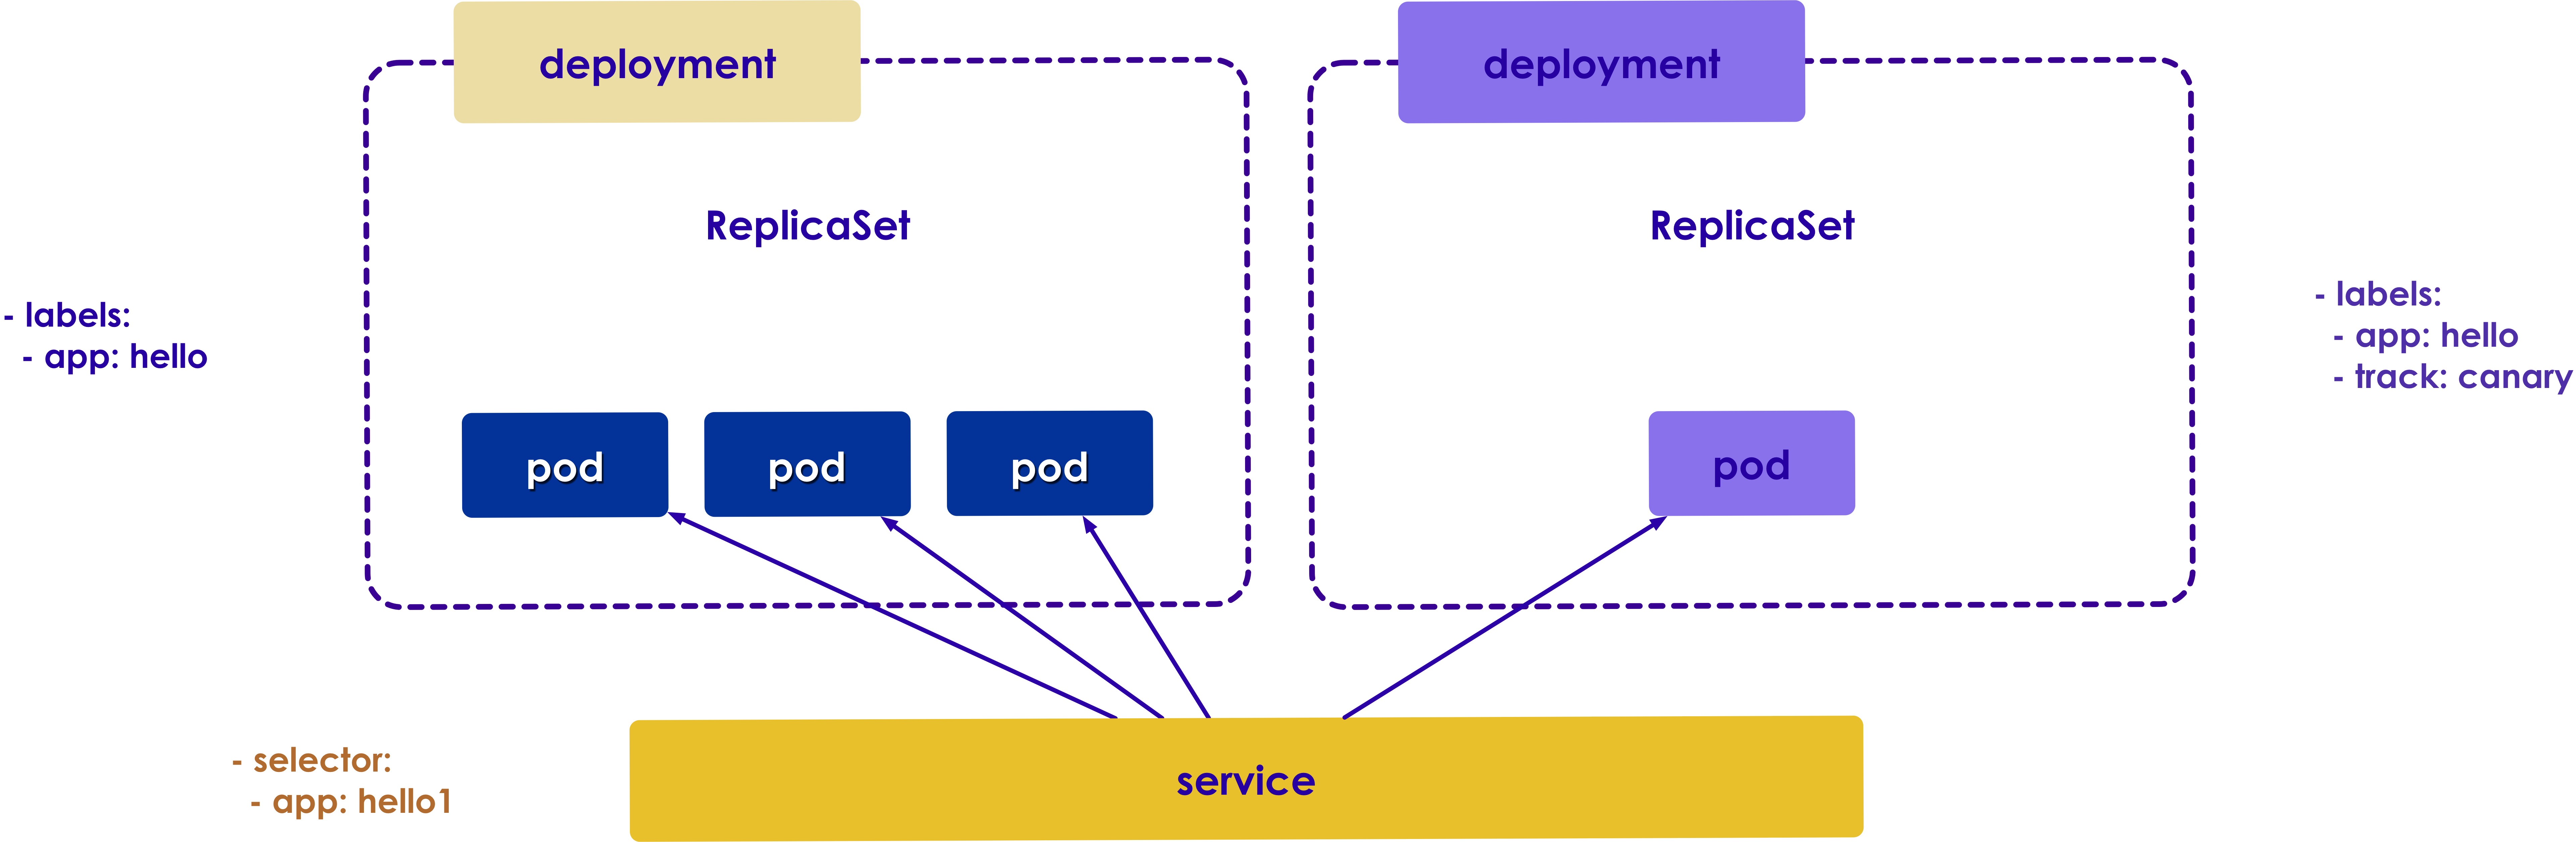 deployment
deployment
ReplicaSet
ReplicaSet
- labels:
- app: hello
- labels:
- app: hello
- track: canary
pod
pod
pod
pod
- selector:
- app: hello1
service